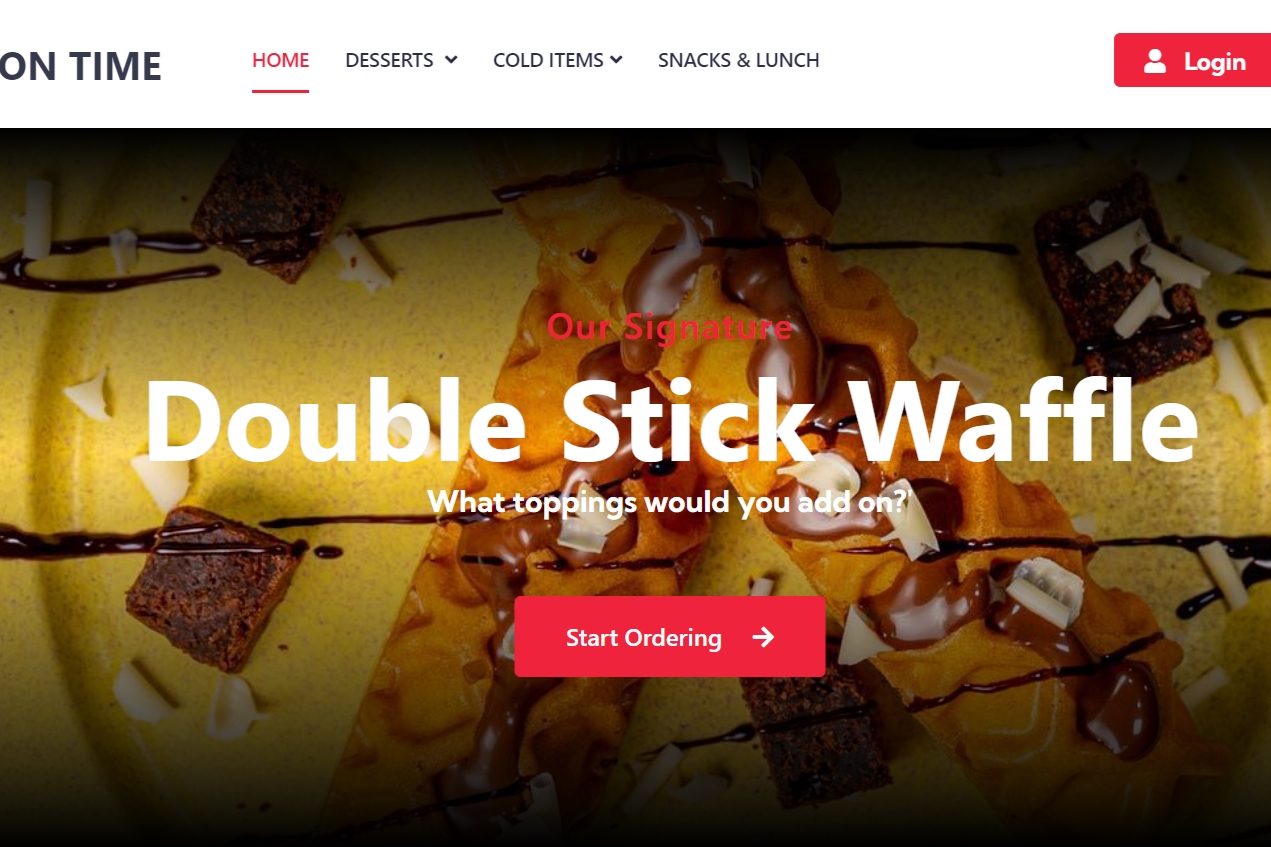 ON TIME
HOME DESSERTS COLD ITEMS SNACKS & LUNCH
Login
Our Signature
Double Stick Waffle
What toppings would you add on?'
Start Ordering